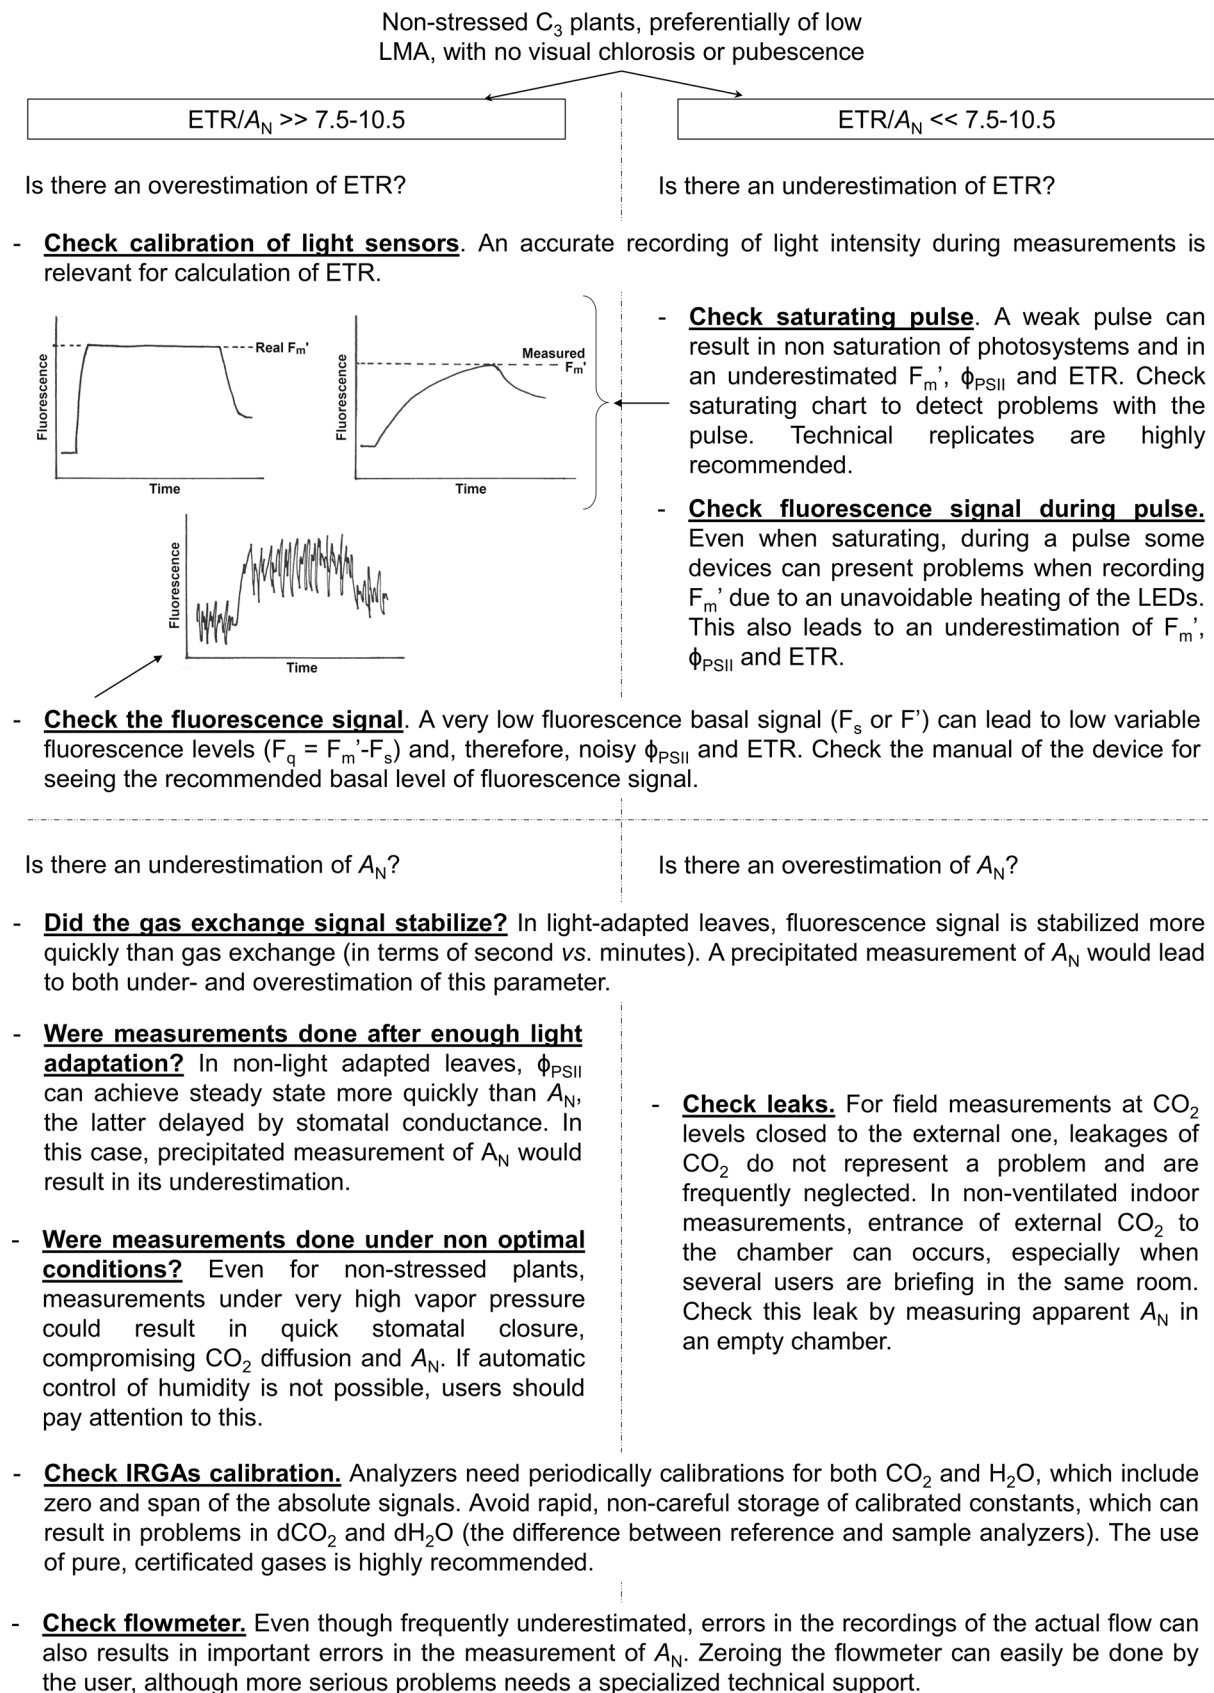 Non-stressed C3 plants, preferentially of low
LMA, with no visual chlorosis or pubescence
ETR/AN >> 7.5-10.5
ETR/AN << 7.5-10.5
Is there an overestimation of ETR?
Is there an underestimation of ETR?
- Check calibration of light sensors. An accurate recording of light intensity during measurements is
relevant for calculation of ETR.
Fluorescence
Real Fm'
Time
Fluorescence
Measured
Fm'
Time
- Check saturating pulse. A weak pulse can
result in non saturation of photosystems and in
an underestimated Fm', ϕPSII and ETR. Check
saturating chart to detect problems with the
pulse. Technical replicates are highly
recommended.
- Check fluorescence signal during pulse.
Even when saturating, during a pulse some
devices can present problems when recording
Fm' due to an unavoidable heating of the LEDs.
This also leads to an underestimation of Fm',
ϕPSII and ETR.
Fluorescence
Time
- Check the fluorescence signal. A very low fluorescence basal signal (Fs or F') can lead to low variable
fluorescence levels (Fq = Fm'-Fs) and, therefore, noisy ϕPSII and ETR. Check the manual of the device for
seeing the recommended basal level of fluorescence signal.
Is there an underestimation of AN?
Is there an overestimation of AN?
- Did the gas exchange signal stabilize? In light-adapted leaves, fluorescence signal is stabilized more
quickly than gas exchange (in terms of second vs. minutes). A precipitated measurement of AN would lead
to both under- and overestimation of this parameter.
- Were measurements done after enough light
adaptation? In non-light adapted leaves, ϕPSII
can achieve steady state more quickly than AN,
the latter delayed by stomatal conductance. In
this case, precipitated measurement of AN would
result in its underestimation.
- Were measurements done under non optimal
conditions? Even for non-stressed plants,
measurements under very high vapor pressure
could result in quick stomatal closure,
compromising CO2 diffusion and AN. If automatic
control of humidity is not possible, users should
pay attention to this.
- Check leaks. For field measurements at CO2
levels closed to the external one, leakages of
CO2 do not represent a problem and are
frequently neglected. In non-ventilated indoor
measurements, entrance of external CO2 to
the chamber can occurs, especially when
several users are briefing in the same room.
Check this leak by measuring apparent AN in
an empty chamber.
- Check IRGAs calibration. Analyzers need periodically calibrations for both CO2 and H2O, which include
zero and span of the absolute signals. Avoid rapid, non-careful storage of calibrated constants, which can
result in problems in dCO2 and dH2O (the difference between reference and sample analyzers). The use
of pure, certificated gases is highly recommended.
- Check flowmeter. Even though frequently underestimated, errors in the recordings of the actual flow can
also results in important errors in the measurement of AN. Zeroing the flowmeter can easily be done by
the user, although more serious problems needs a specialized technical support.